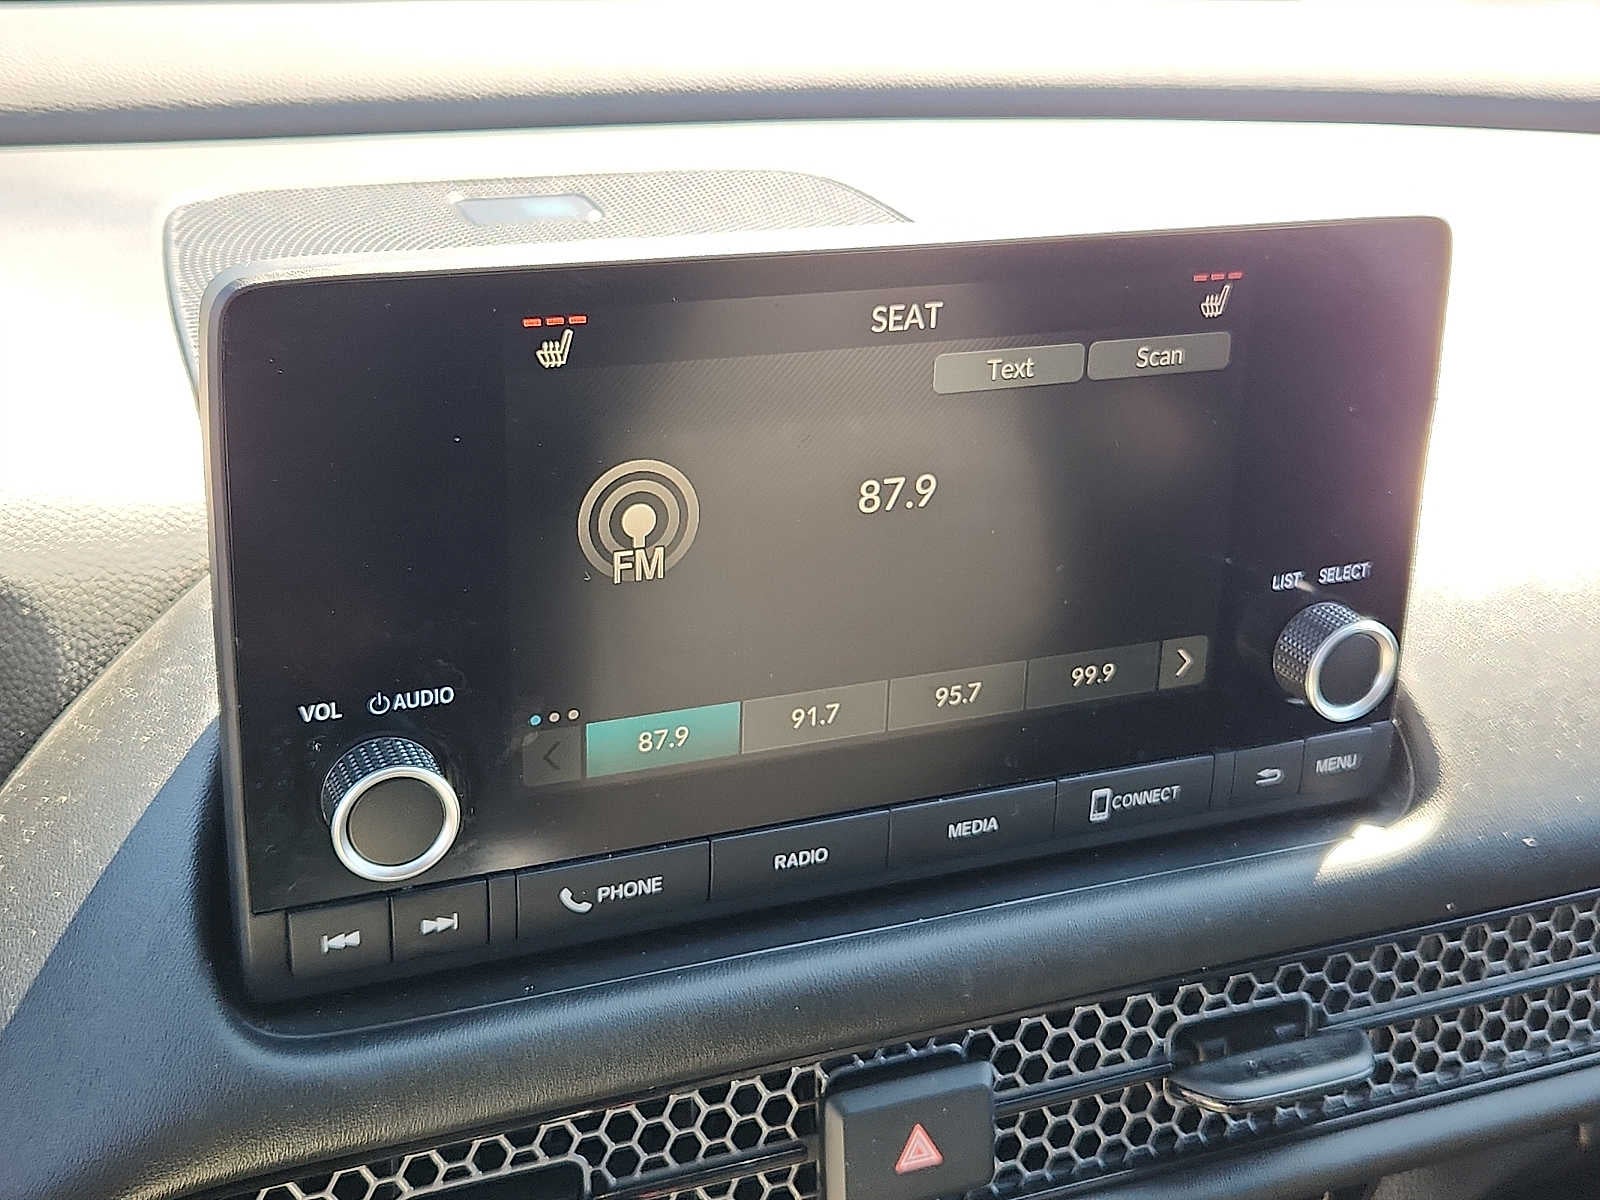 SEAT
Text Scan
FM
87.9
LIST SELECT
VOL AUDIO
87.9 91.7 95.7 99.9
PHONE RADIO MEDIA CONNECT MENU